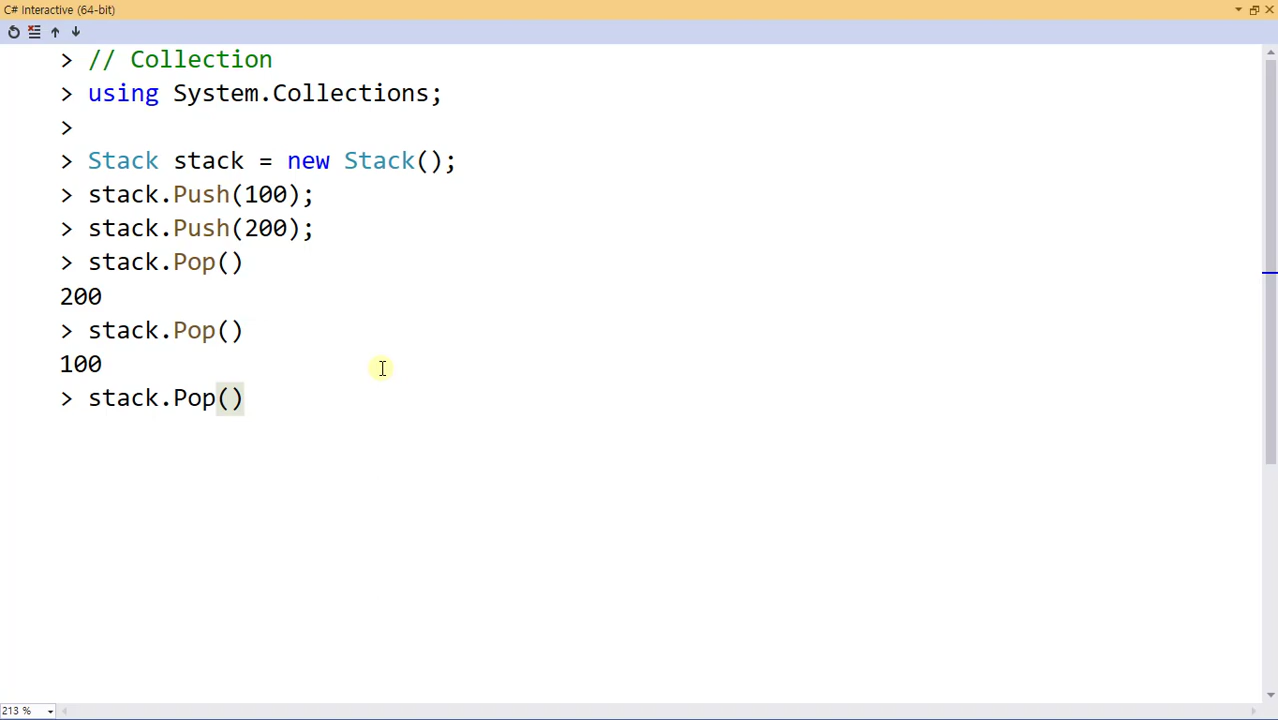 C# Interactive (64-bit)
> // Collection
> using System.Collections;
>
> Stack stack = new Stack();
> stack.Push(100);
> stack.Push(200);
> stack.Pop()
200
> stack.Pop()
100
> stack.Pop()
213 %